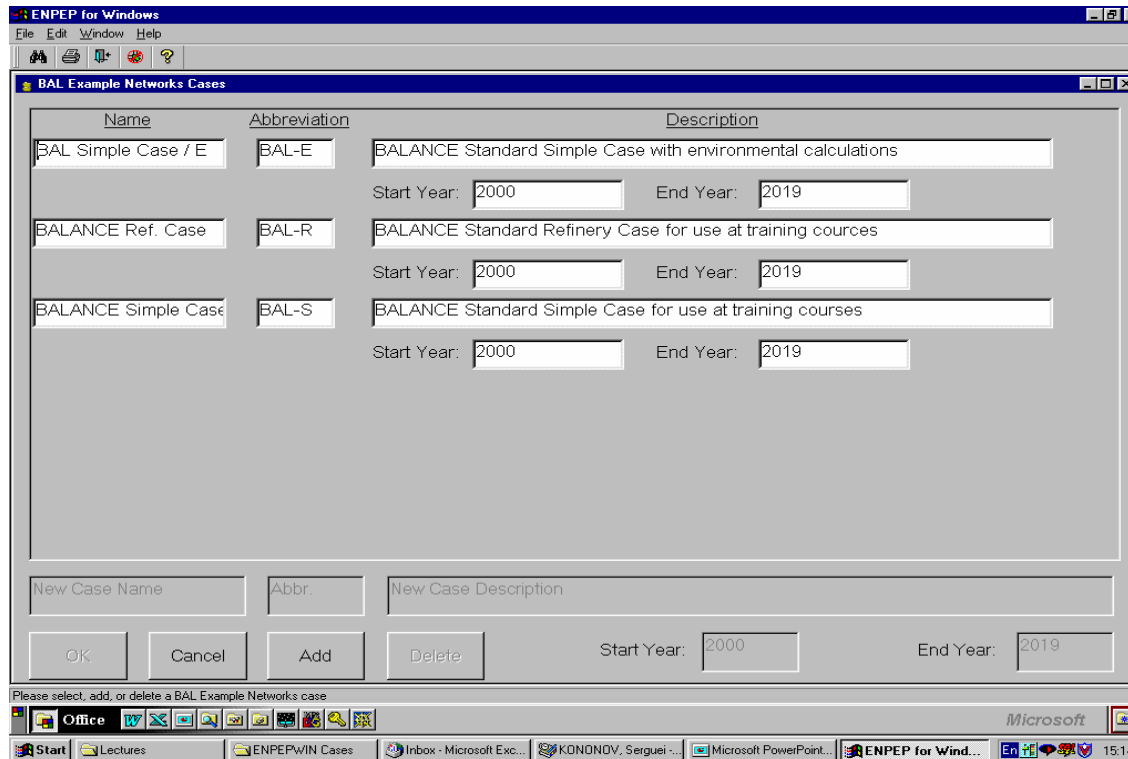 ENPEP for Windows
File Edit Window Help
BAL Example Networks Cases
Name Abbreviation Description
BAL Simple Case / E BAL-E BALANCE Standard Simple Case with environmental calculations
Start Year: 2000 End Year: 2019
BALANCE Ref. Case BAL-R BALANCE Standard Refinery Case for use at training cources
Start Year: 2000 End Year: 2019
BALANCE Simple Case BAL-S BALANCE Standard Simple Case for use at training courses
Start Year: 2000 End Year: 2019
New Case Name Abbr. New Case Description
OK Cancel Add Delete Start Year: 2000 End Year: 2019
Please select, add, or delete a BAL Example Networks case
Office Microsoft
Start Lectures ENPEPWIN Cases Inbox - Microsoft Exc... KONONOV, Serguei -... Microsoft PowerPoint... ENPEP for Wind... En